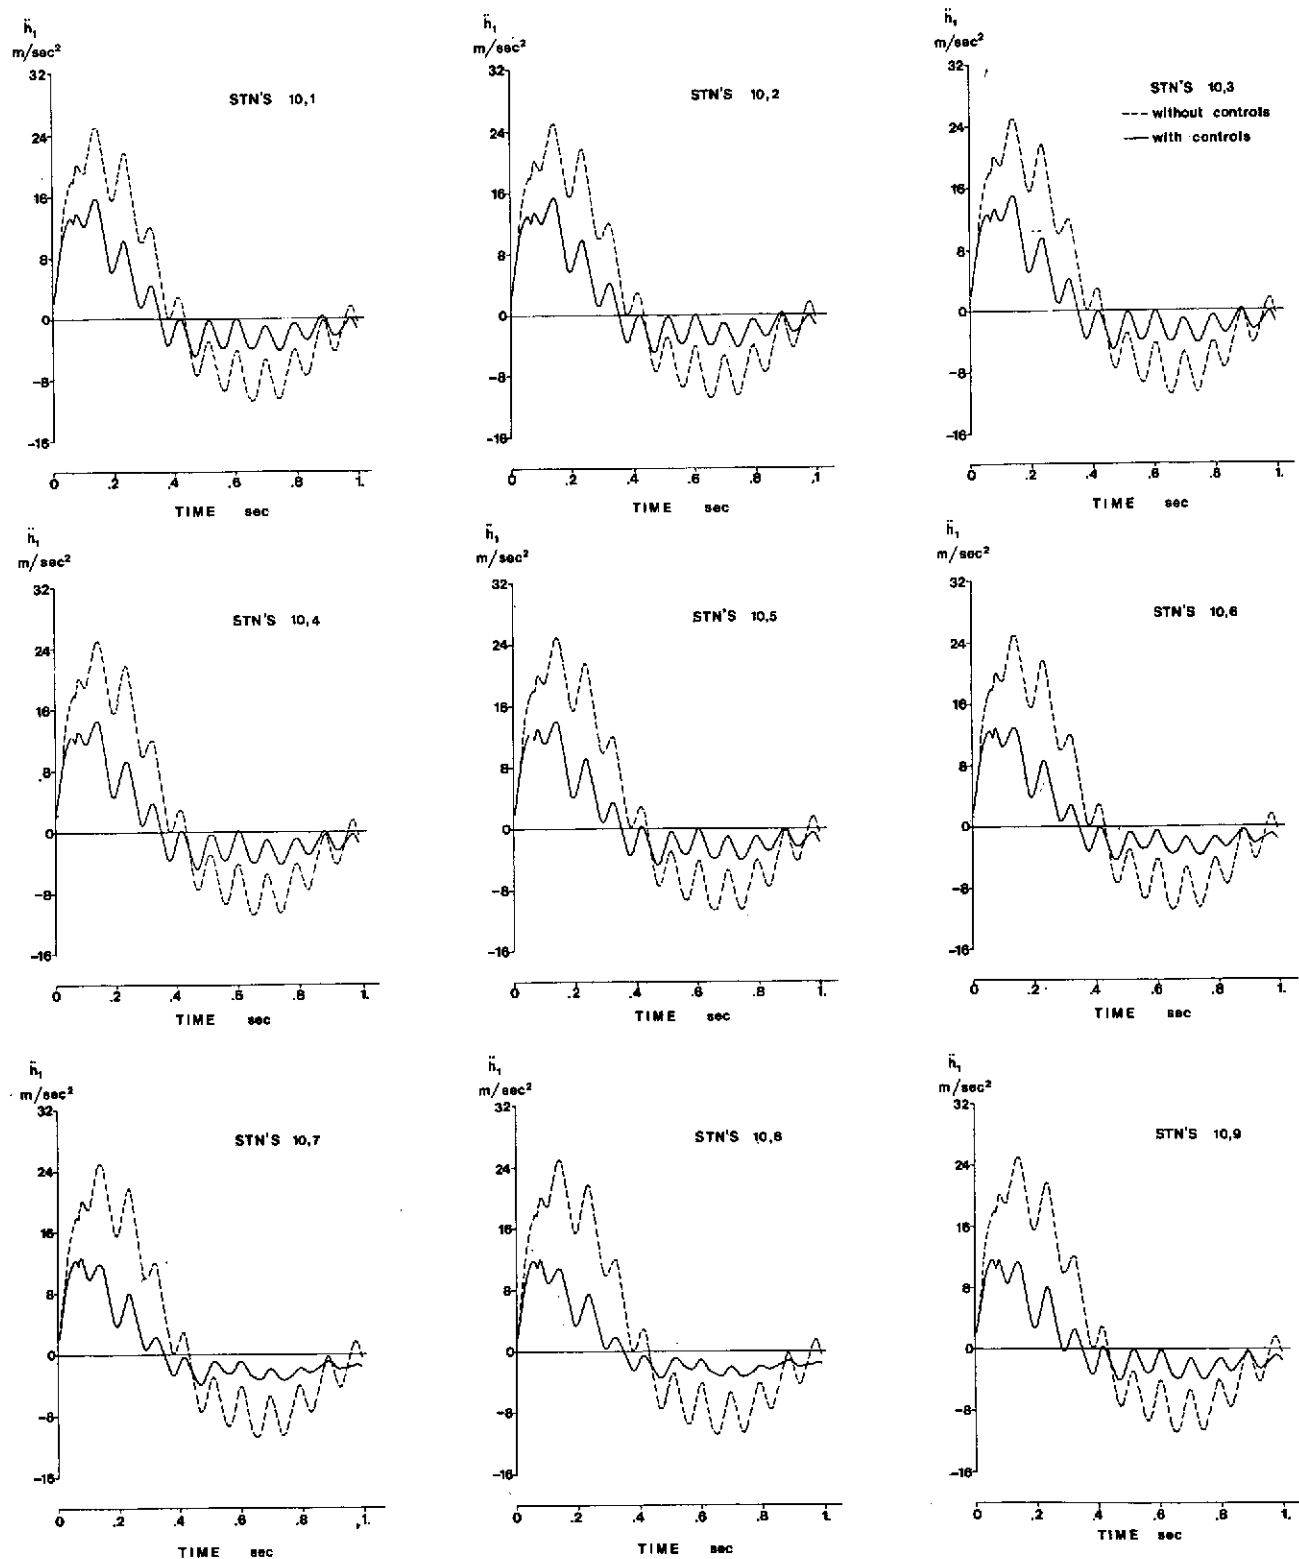 ḧ₁
m/sec²
32
24
16
8
0
-8
-16
STN'S 10,1
0 .2 .4 .6 .8 1.
TIME sec
ḧ₁
m/sec²
32
24
16
8
0
-8
-16
STN'S 10,2
0 .2 .4 .6 .8 .1
TIME sec
ḧ₁
m/sec²
32
24
16
8
0
-8
-16
STN'S 10,3
without controls
with controls
0 .2 .4 .6 .8 1.
TIME sec
ḧ₁
m/sec²
32
24
16
.8
0
-8
-16
STN'S 10,4
0 .2 .4 .6 .8 1.
TIME sec
ḧ₁
m/sec²
32
24
16
8
0
-8
-16
STN'S 10,5
0 .2 .4 .6 .8 1.
TIME sec
ḧ₁
m/sec²
32
24
16
8
0
-8
-16
STN'S 10,6
0 .2 .4 .6 .8 1.
TIME sec
ḧ₁
m/sec²
32
24
16
8
0
-8
-16
STN'S 10,7
0 .2 .4 .6 .8 1.
TIME sec
ḧ₁
m/sec²
32
24
16
8
0
-8
-16
STN'S 10,8
0 .2 .4 .6 .8 1.
TIME sec
ḧ₁
m/sec²
32
24
16
8
0
-8
-16
STN'S 10,9
0 .2 .4 .6 .8 1.
TIME sec